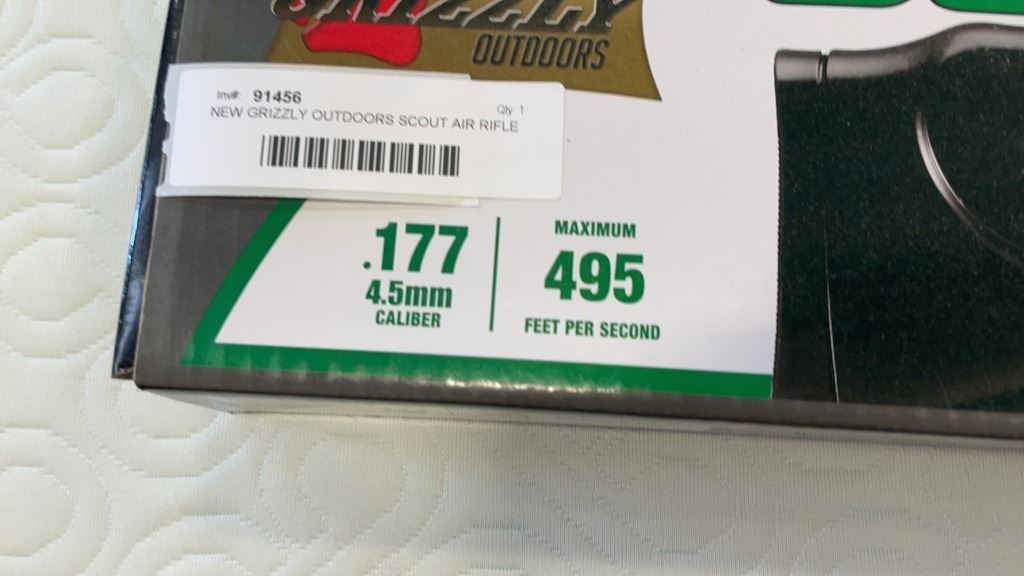 GRIZZLY
OUTDOORS
Inv#: 91456
Qty 1
NEW GRIZZLY OUTDOORS SCOUT AIR RIFLE
.177
4.5mm
CALIBER
MAXIMUM
495
FEET PER SECOND